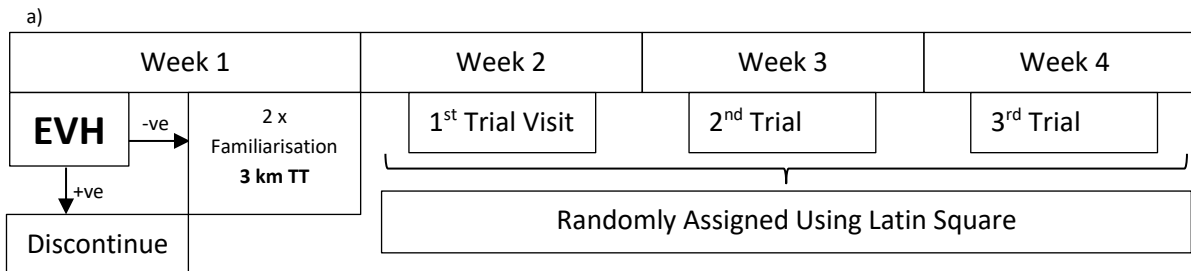 a)
Week 1
Week 2
Week 3
Week 4
EVH
-ve
2 x
Familiarisation
3 km TT
1st Trial Visit
2nd Trial
3rd Trial
+ve
Discontinue
Randomly Assigned Using Latin Square